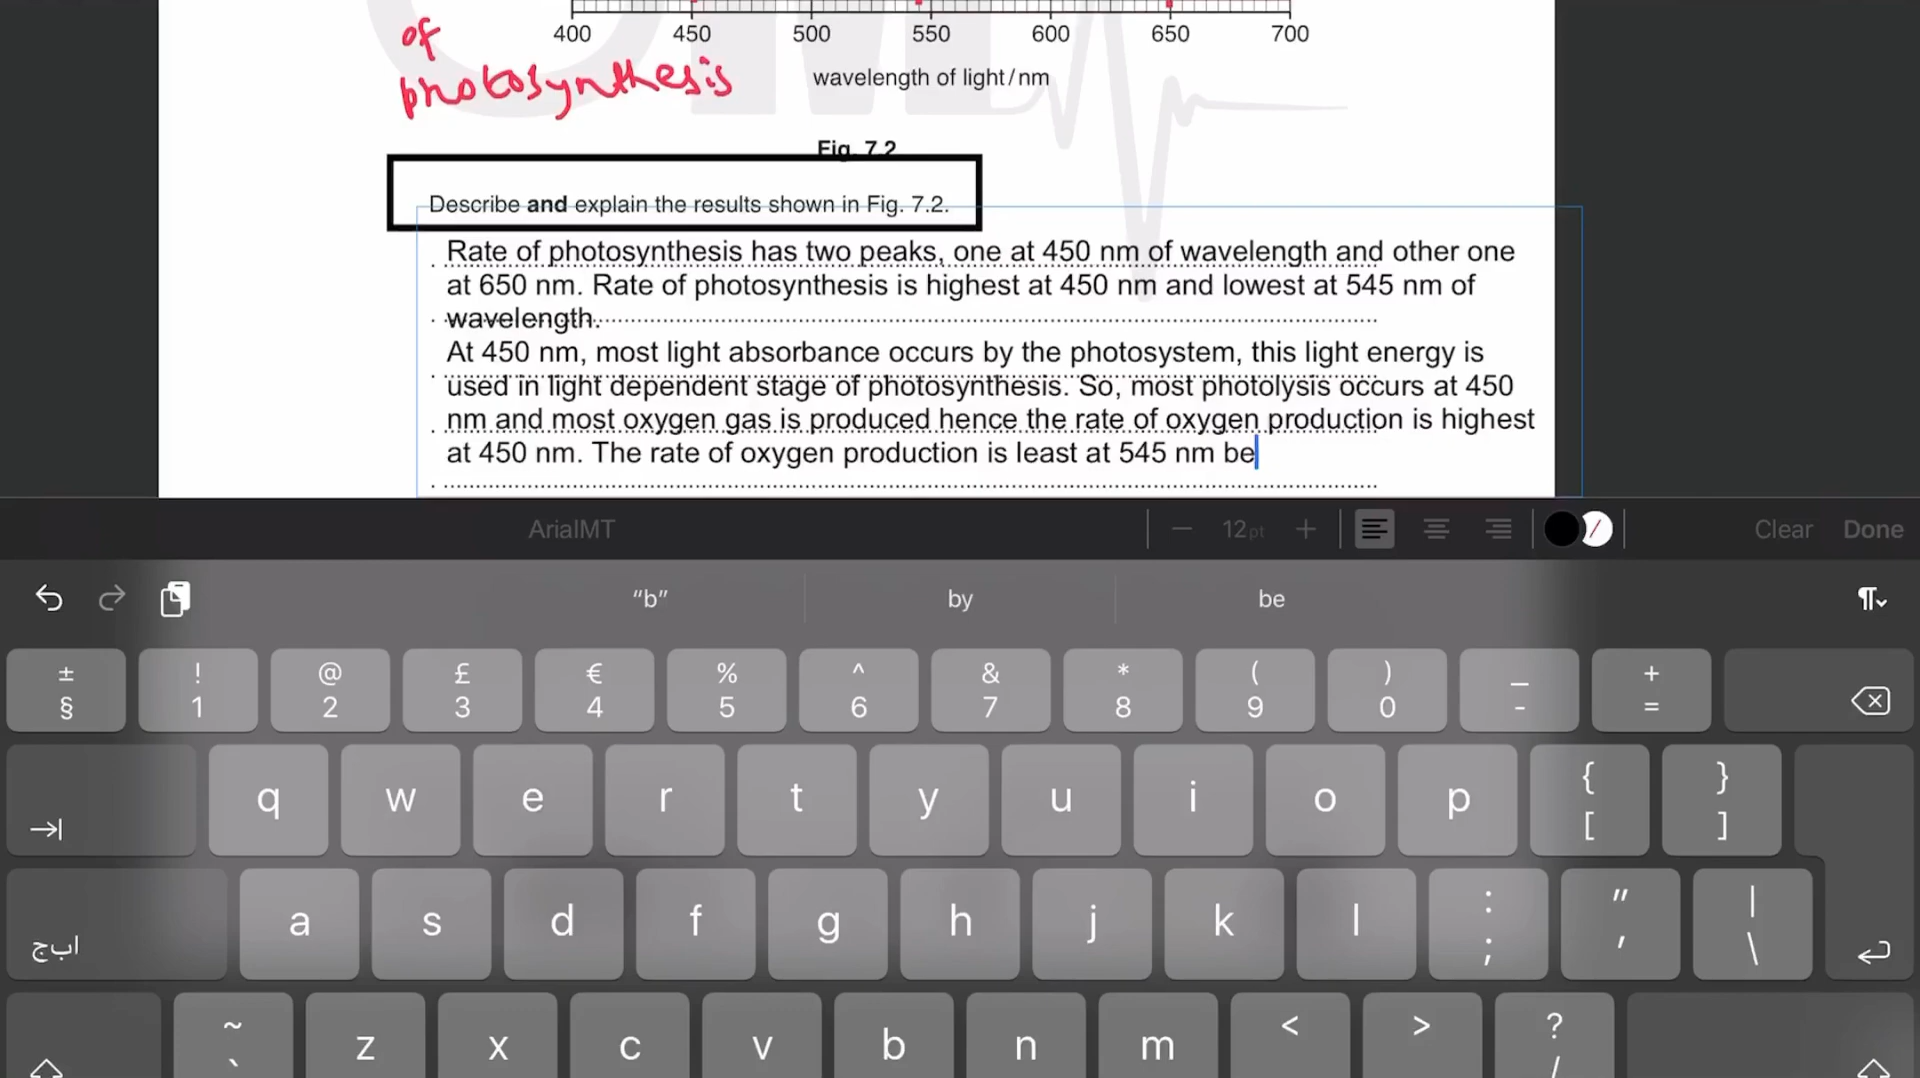 of
photosynthesis
400 450 500 550 600 650 700
wavelength of light/nm
Fig. 7.2
Describe and explain the results shown in Fig. 7.2.
Rate of photosynthesis has two peaks, one at 450 nm of wavelength and other one
at 650 nm. Rate of photosynthesis is highest at 450 nm and lowest at 545 nm of
wavelength.
At 450 nm, most light absorbance occurs by the photosystem, this light energy is
used in light dependent stage of photosynthesis. So, most photolysis occurs at 450
nm and most oxygen gas is produced hence the rate of oxygen production is highest
at 450 nm. The rate of oxygen production is least at 545 nm be
ArialMT − 12pt + Clear Done
“b” by be
± ! @ £ € % ^ & * ( ) _ +
§ 1 2 3 4 5 6 7 8 9 0 - =
q w e r t y u i o p { }
[ ]
a s d f g h j k l : " |
ابج ; ' \
~ z x c v b n m < > ?
` /